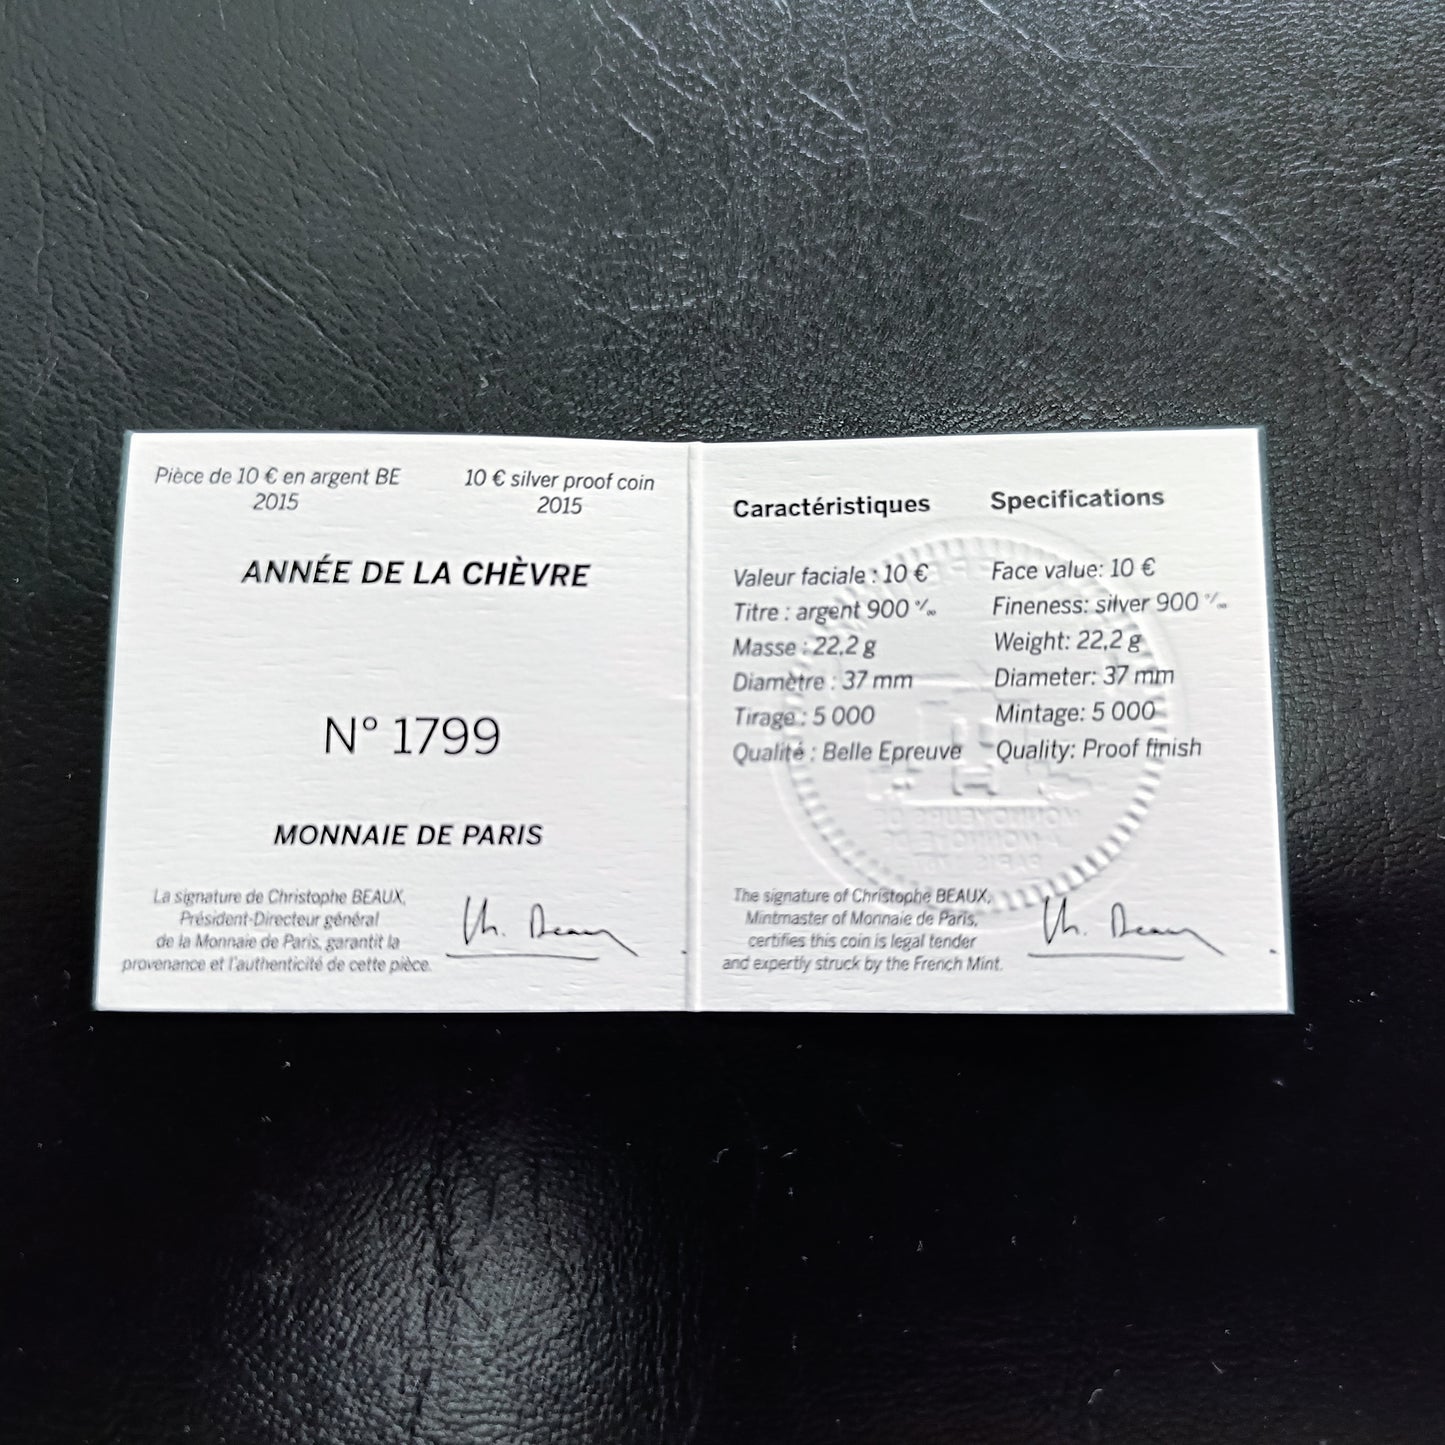 Pièce de 10 € en argent BE
2015
10 € silver proof coin
2015
ANNÉE DE LA CHÈVRE
N° 1799
MONNAIE DE PARIS
La signature de Christophe BEAUX,
Président-Directeur général
de la Monnaie de Paris, garantit la
provenance et l'authenticité de cette pièce.
Caractéristiques
Valeur faciale : 10 €
Titre : argent 900 ‰
Masse : 22,2 g
Diamètre : 37 mm
Tirage : 5 000
Qualité : Belle Epreuve
Specifications
Face value: 10 €
Fineness: silver 900 ‰
Weight: 22,2 g
Diameter: 37 mm
Mintage: 5 000
Quality: Proof finish
The signature of Christophe BEAUX,
Mintmaster of Monnaie de Paris,
certifies this coin is legal tender
and expertly struck by the French Mint.